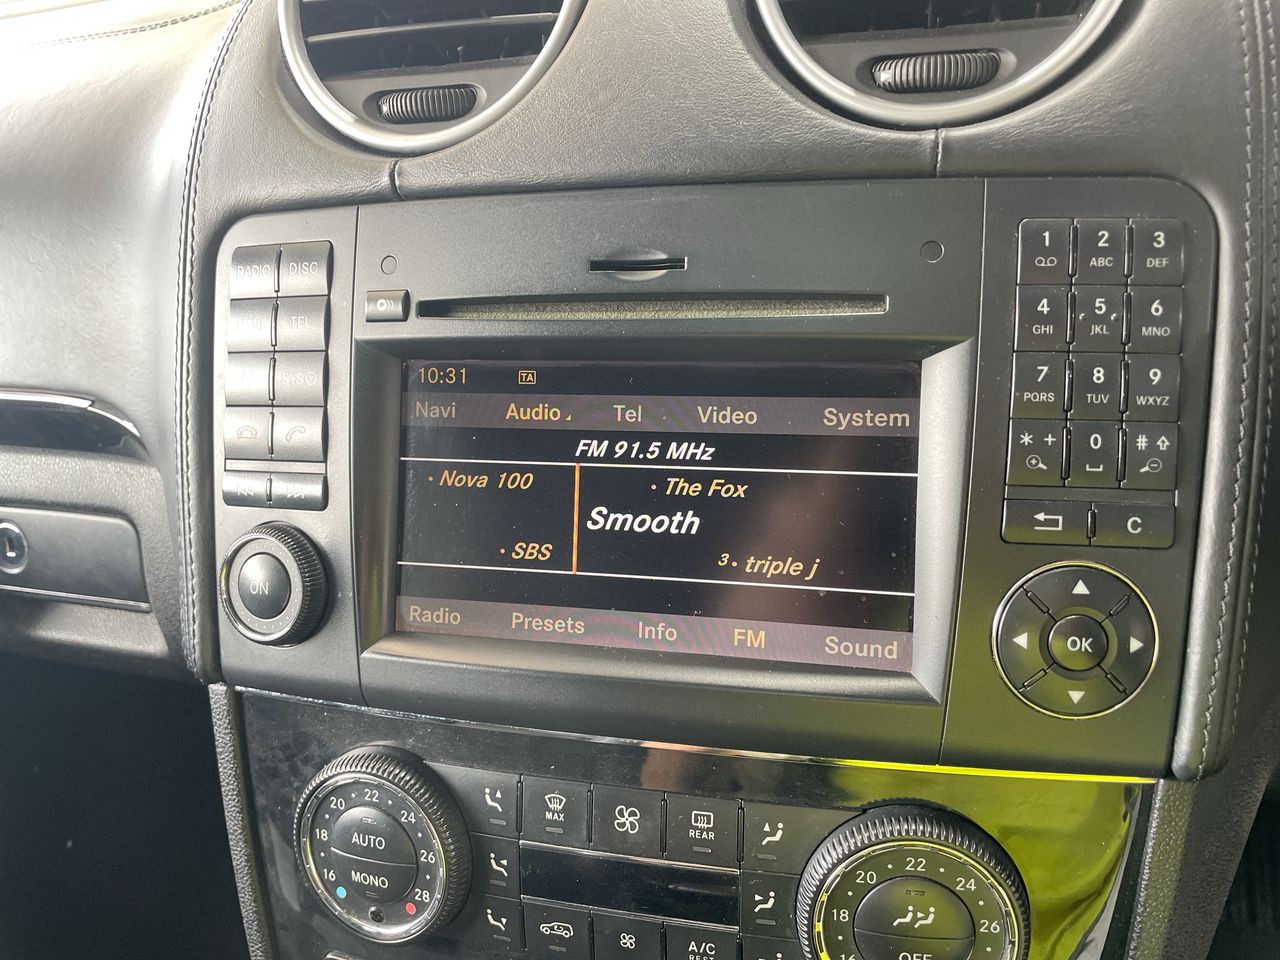 RADIO DISC
TEL
SYS
ON
10:31 TA
Navi Audio Tel Video System
FM 91.5 MHz
Nova 100 The Fox
Smooth
SBS 3 triple j
Radio Presets Info FM Sound
1 2 3
ABC DEF
4 5 6
GHI JKL MNO
7 8 9
PQRS TUV WXYZ
* + 0 #
C
OK
16 18 20 22 24 26 28
AUTO
MONO
MAX
REAR
A/C
REST
16 18 20 22 24 26
OFF